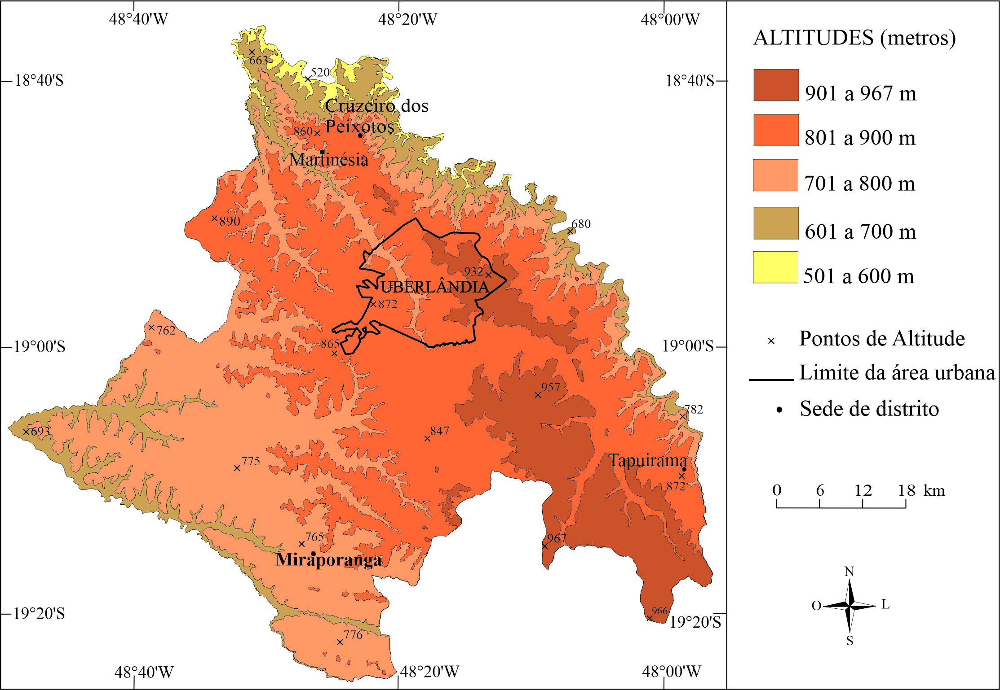 48°40'W
48°20'W
48°00'W
ALTITUDES (metros)
663
520
18°40'S
18°40'S
901 a 967 m
Cruzeiro dos
Peixotos
860
801 a 900 m
Martinésia
701 a 800 m
890
680
601 a 700 m
932
501 a 600 m
UBERLÂNDIA
872
762
865
19°00'S
19°00'S
Pontos de Altitude
Limite da área urbana
957
782
Sede de distrito
693
847
775
Tapuirama
872
0 6 12 18 km
765
967
Miraporanga
N
O
L
S
966
19°20'S
19°20'S
776
48°40'W
48°20'W
48°00'W